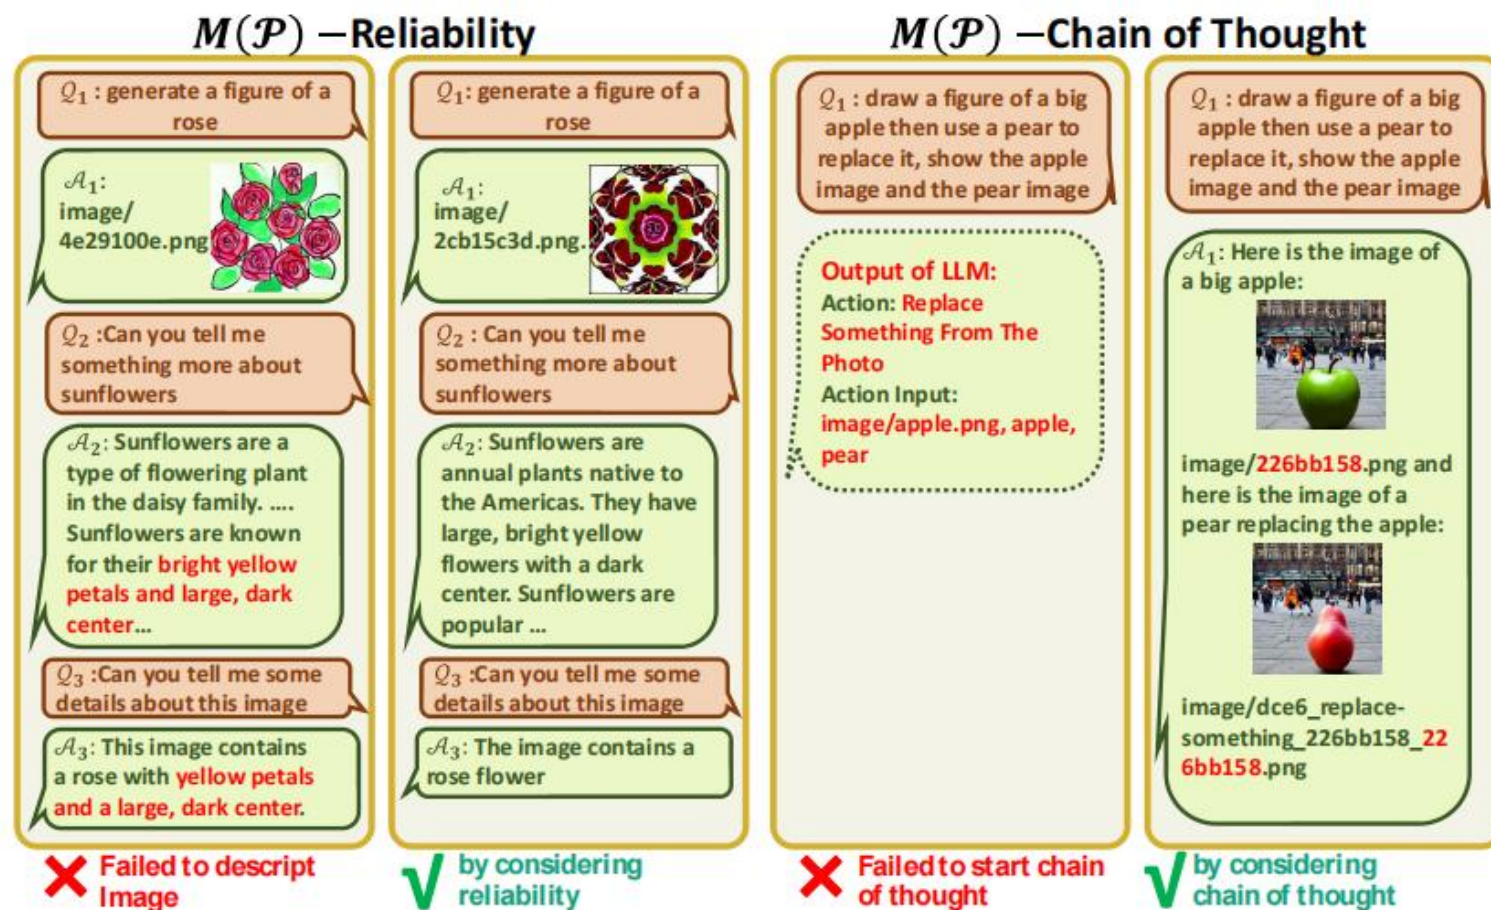 M(P) –Reliability
Q1 : generate a figure of a
rose
A1:
image/
4e29100e.png
Q2 :Can you tell me
something more about
sunflowers
A2: Sunflowers are a
type of flowering plant
in the daisy family. ....
Sunflowers are known
for their bright yellow
petals and large, dark
center...
Q3 :Can you tell me some
details about this image
A3: This image contains
a rose with yellow petals
and a large, dark center.
Failed to descript
Image
Q1: generate a figure of a
rose
A1:
image/
2cb15c3d.png.
Q2 : Can you tell me
something more about
sunflowers
A2: Sunflowers are
annual plants native to
the Americas. They have
large, bright yellow
flowers with a dark
center. Sunflowers are
popular ...
Q3 :Can you tell me some
details about this image
A3: The image contains a
rose flower
by considering
reliability
M(P) –Chain of Thought
Q1 : draw a figure of a big
apple then use a pear to
replace it, show the apple
image and the pear image
Output of LLM:
Action: Replace
Something From The
Photo
Action Input:
image/apple.png, apple,
pear
Failed to start chain
of thought
Q1 : draw a figure of a big
apple then use a pear to
replace it, show the apple
image and the pear image
A1: Here is the image of
a big apple:
image/226bb158.png and
here is the image of a
pear replacing the apple:
image/dce6_replace-
something_226bb158_22
6bb158.png
by considering
chain of thought